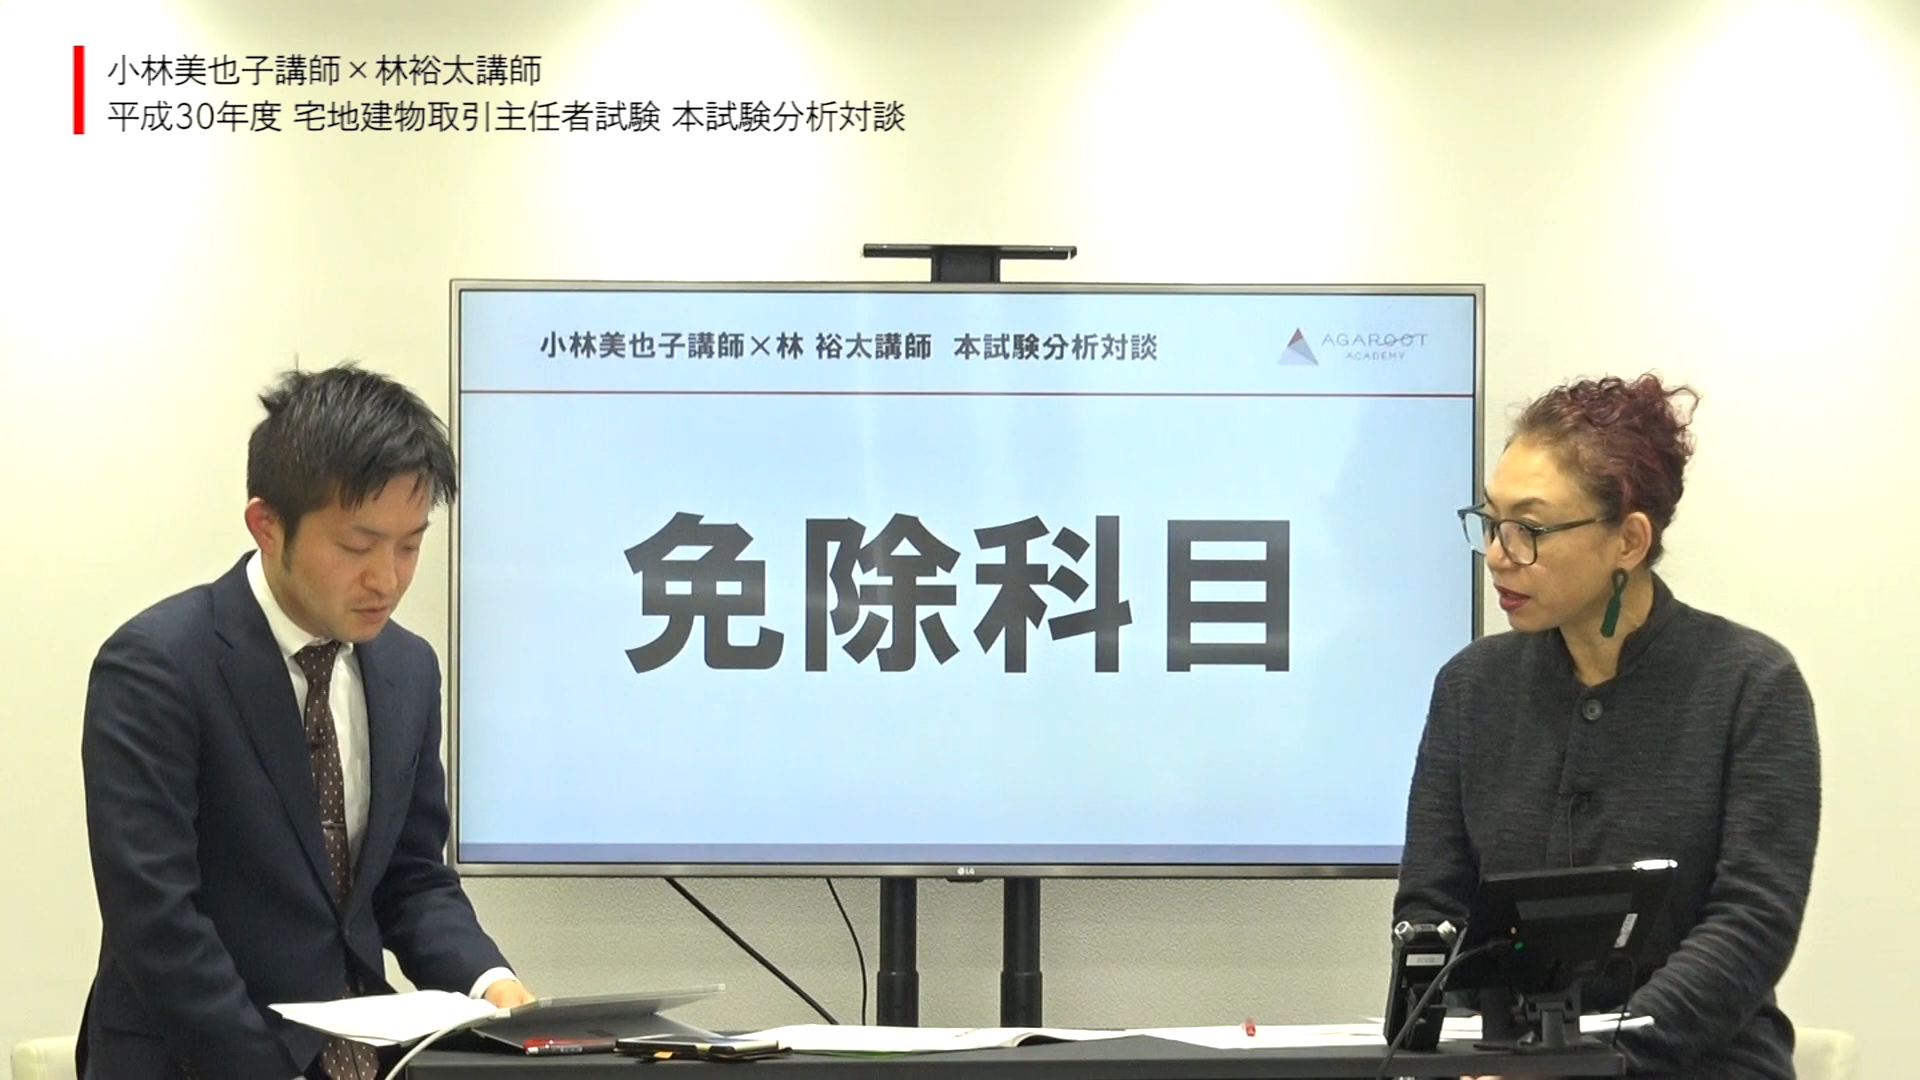 小林美也子講師×林裕太講師
平成30年度 宅地建物取引主任者試験 本試験分析対談
小林美也子講師×林 裕太講師 本試験分析対談
AGAROOT
ACADEMY
免除科目
LG